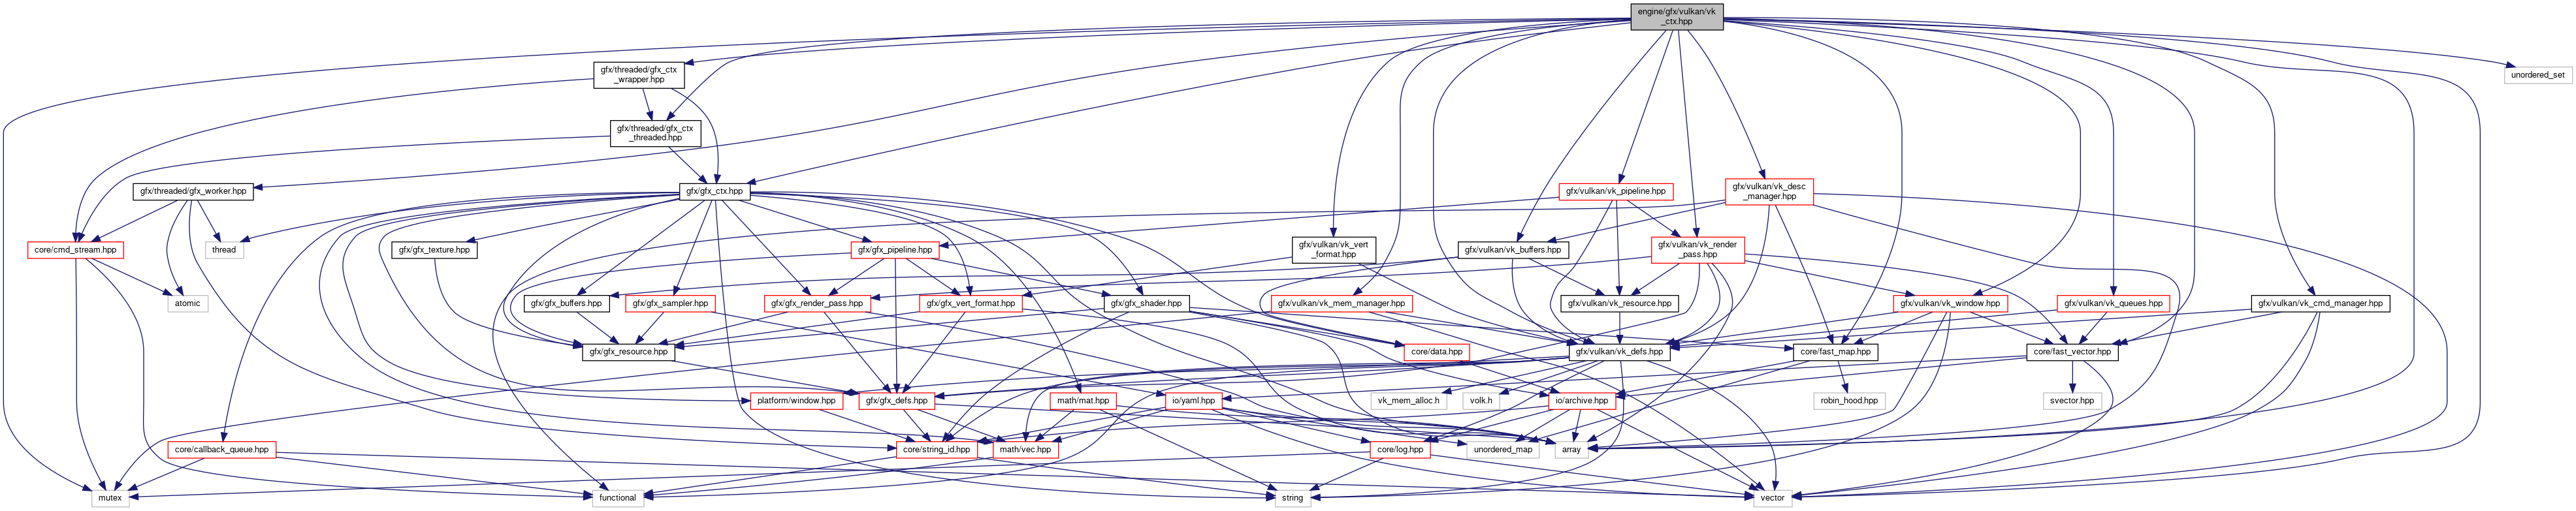 engine/gfx/vulkan/vk
_ctx.hpp
gfx/threaded/gfx_ctx
_wrapper.hpp
unordered_set
gfx/threaded/gfx_ctx
_threaded.hpp
gfx/threaded/gfx_worker.hpp
gfx/gfx_ctx.hpp
gfx/vulkan/vk_pipeline.hpp
gfx/vulkan/vk_desc
_manager.hpp
core/cmd_stream.hpp
thread
gfx/gfx_texture.hpp
gfx/gfx_pipeline.hpp
gfx/vulkan/vk_vert
_format.hpp
gfx/vulkan/vk_buffers.hpp
gfx/vulkan/vk_render
_pass.hpp
atomic
gfx/gfx_buffers.hpp
gfx/gfx_sampler.hpp
gfx/gfx_render_pass.hpp
gfx/gfx_vert_format.hpp
gfx/gfx_shader.hpp
gfx/vulkan/vk_mem_manager.hpp
gfx/vulkan/vk_resource.hpp
gfx/vulkan/vk_window.hpp
gfx/vulkan/vk_queues.hpp
gfx/vulkan/vk_cmd_manager.hpp
gfx/gfx_resource.hpp
core/data.hpp
gfx/vulkan/vk_defs.hpp
core/fast_map.hpp
core/fast_vector.hpp
platform/window.hpp
gfx/gfx_defs.hpp
math/mat.hpp
io/yaml.hpp
vk_mem_alloc.h
volk.h
io/archive.hpp
robin_hood.hpp
svector.hpp
core/callback_queue.hpp
core/string_id.hpp
math/vec.hpp
core/log.hpp
unordered_map
array
mutex
functional
string
vector